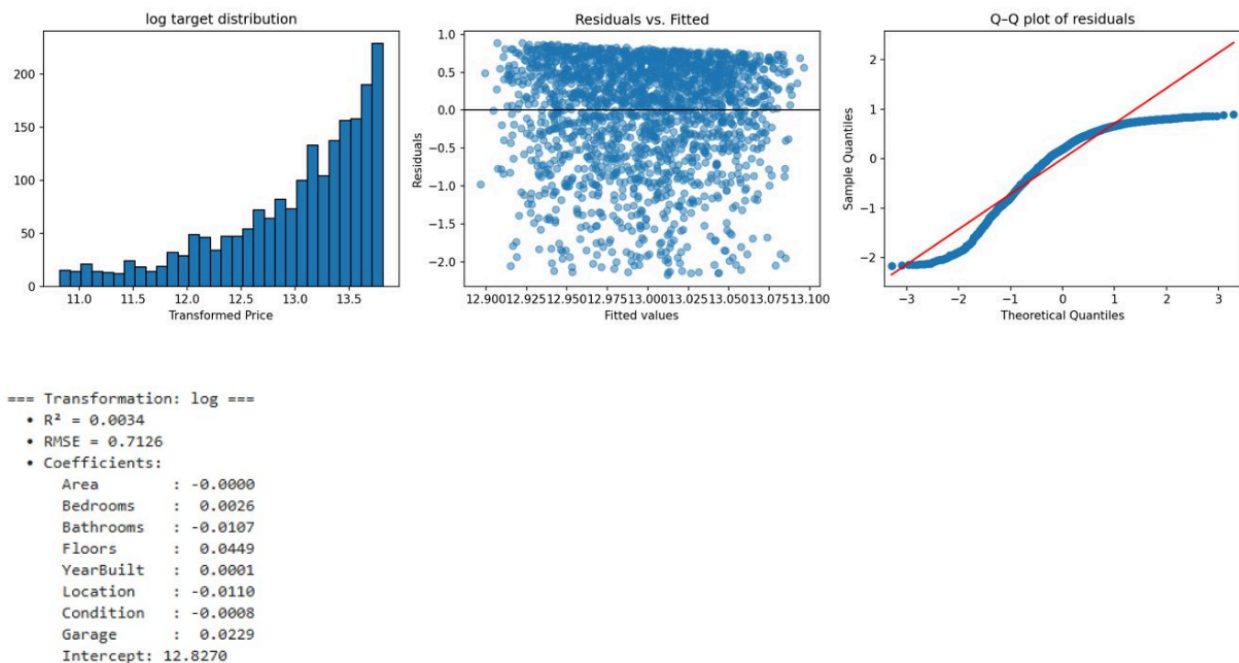 log target distribution
200
150
100
50
0
11.0 11.5 12.0 12.5 13.0 13.5
Transformed Price
Residuals vs. Fitted
1.0
0.5
0.0
-0.5
-1.0
-1.5
-2.0
Residuals
12.900 12.925 12.950 12.975 13.000 13.025 13.050 13.075 13.100
Fitted values
Q–Q plot of residuals
2
1
0
−1
−2
Sample Quantiles
−3 −2 −1 0 1 2 3
Theoretical Quantiles
=== Transformation: log ===
• R² = 0.0034
• RMSE = 0.7126
• Coefficients:
Area : -0.0000
Bedrooms : 0.0026
Bathrooms : -0.0107
Floors : 0.0449
YearBuilt : 0.0001
Location : -0.0110
Condition : -0.0008
Garage : 0.0229
Intercept: 12.8270